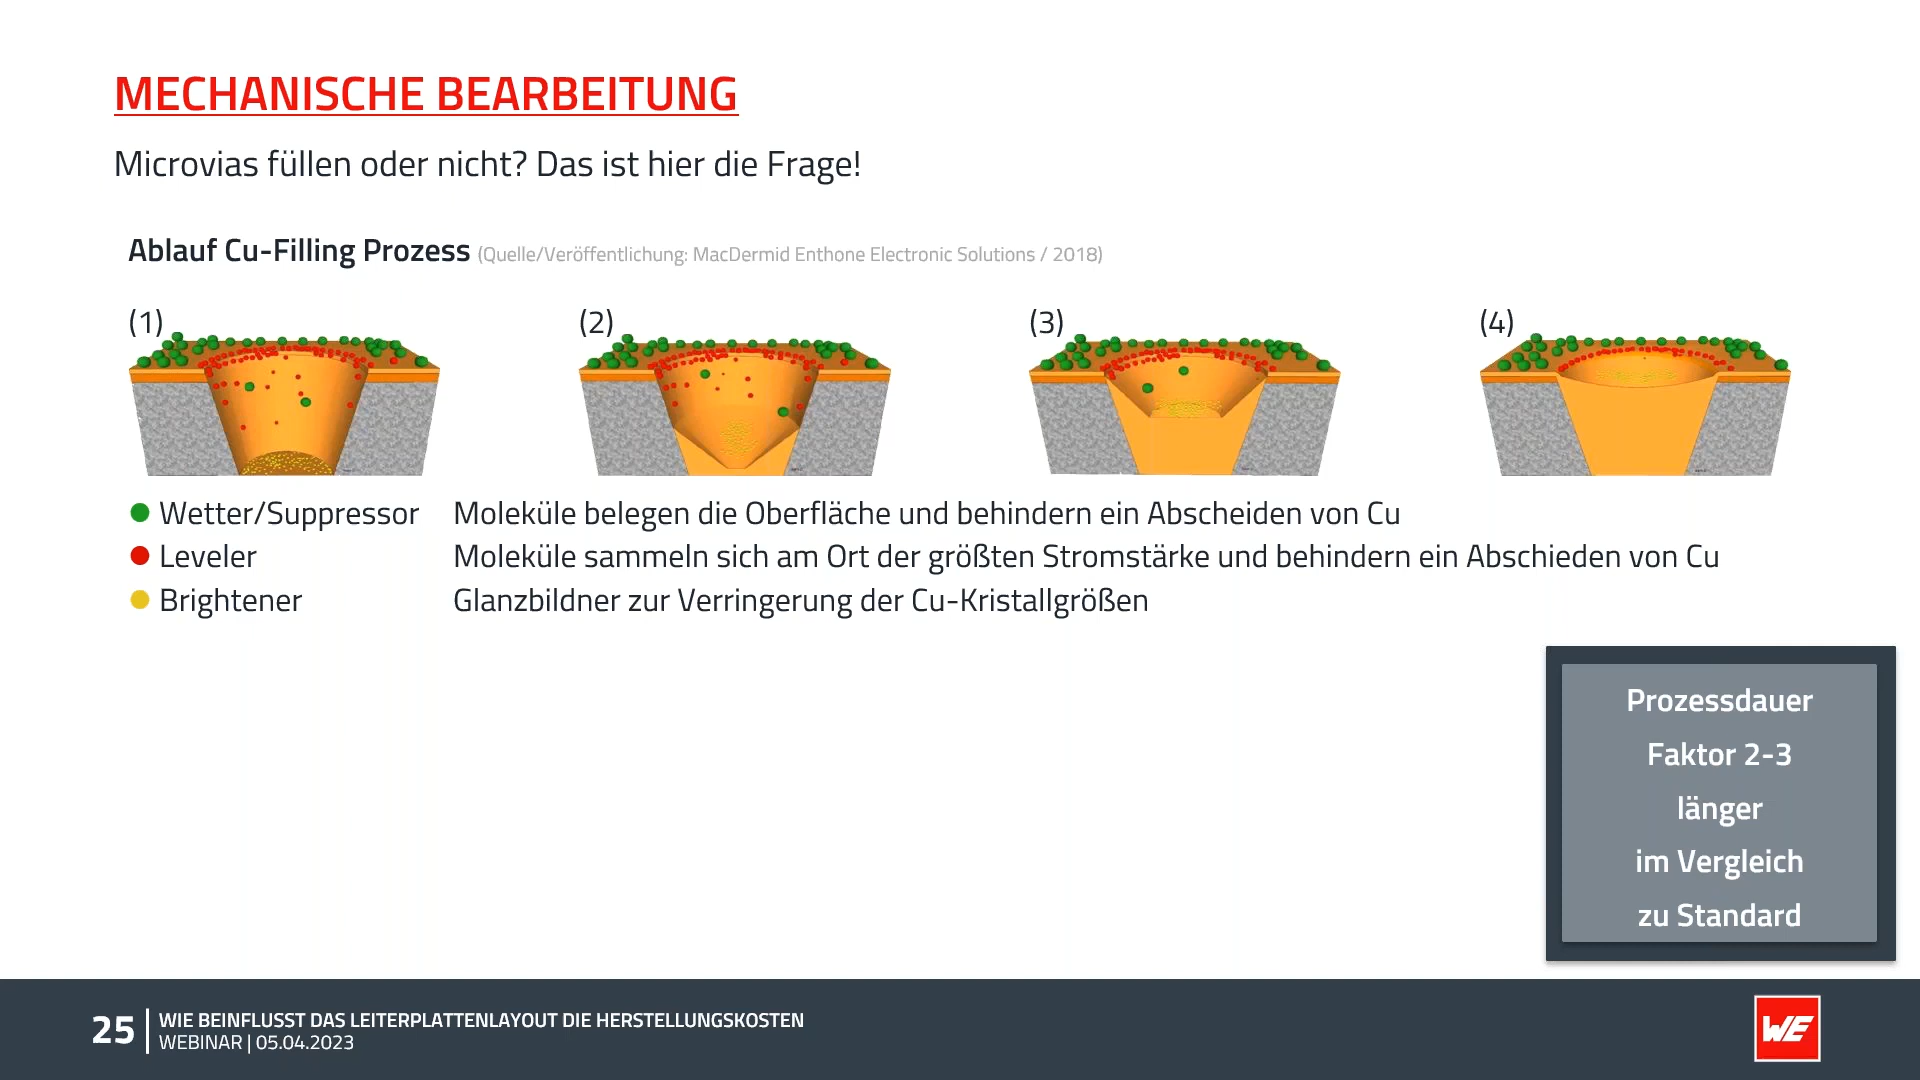 MECHANISCHE BEARBEITUNG
Microvias füllen oder nicht? Das ist hier die Frage!
Ablauf Cu-Filling Prozess (Quelle/Veröffentlichung: MacDermid Enthone Electronic Solutions / 2018)
(1) (2) (3) (4)
Wetter/Suppressor Moleküle belegen die Oberfläche und behindern ein Abscheiden von Cu
Leveler Moleküle sammeln sich am Ort der größten Stromstärke und behindern ein Abschieden von Cu
Brightener Glanzbildner zur Verringerung der Cu-Kristallgrößen
Prozessdauer
Faktor 2-3
länger
im Vergleich
zu Standard
25 WIE BEINFLUSST DAS LEITERPLATTENLAYOUT DIE HERSTELLUNGSKOSTEN
WEBINAR | 05.04.2023
WE